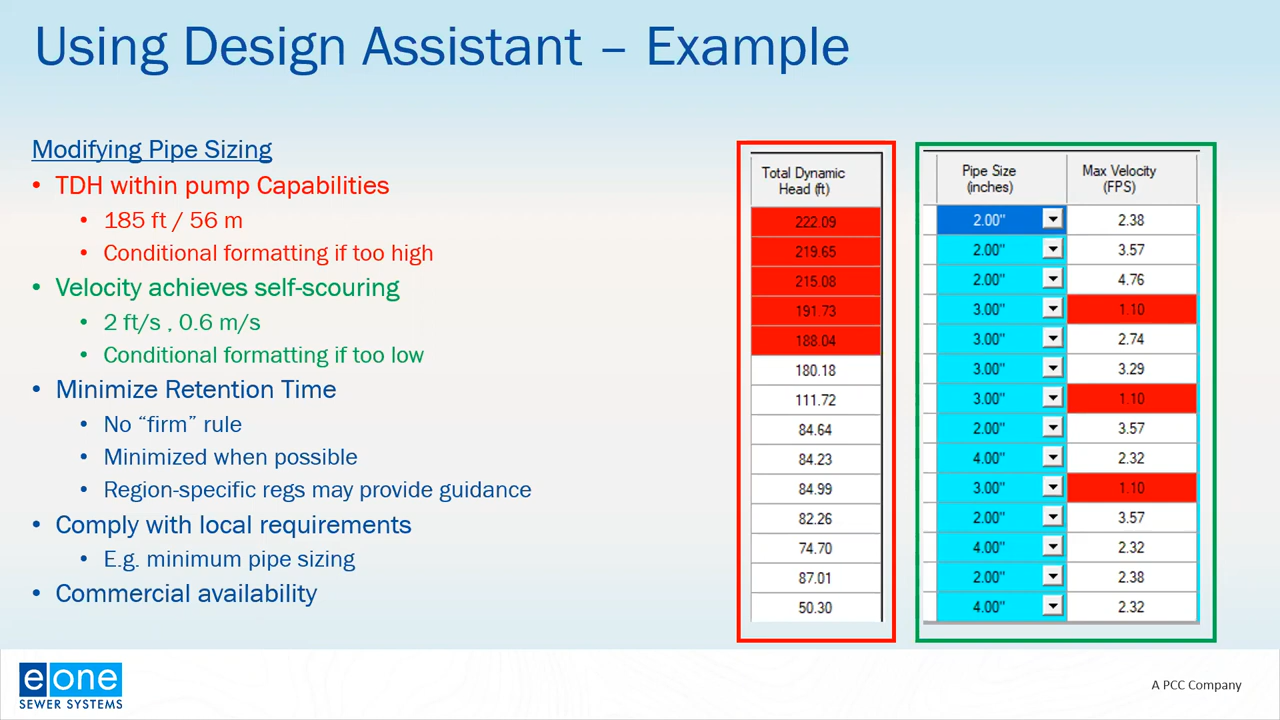 Using Design Assistant – Example
Modifying Pipe Sizing
• TDH within pump Capabilities
• 185 ft / 56 m
• Conditional formatting if too high
• Velocity achieves self-scouring
• 2 ft/s , 0.6 m/s
• Conditional formatting if too low
• Minimize Retention Time
• No “firm” rule
• Minimized when possible
• Region-specific regs may provide guidance
• Comply with local requirements
• E.g. minimum pipe sizing
• Commercial availability
Total Dynamic
Head (ft)
222.09
219.65
215.08
191.73
188.04
180.18
111.72
84.64
84.23
84.99
82.26
74.70
87.01
50.30
Pipe Size
(inches)
Max Velocity
(FPS)
2.00" 2.38
2.00" 3.57
2.00" 4.76
3.00" 1.10
3.00" 2.74
3.00" 3.29
3.00" 1.10
2.00" 3.57
4.00" 2.32
3.00" 1.10
2.00" 3.57
4.00" 2.32
2.00" 2.38
4.00" 2.32
e one
SEWER SYSTEMS
A PCC Company